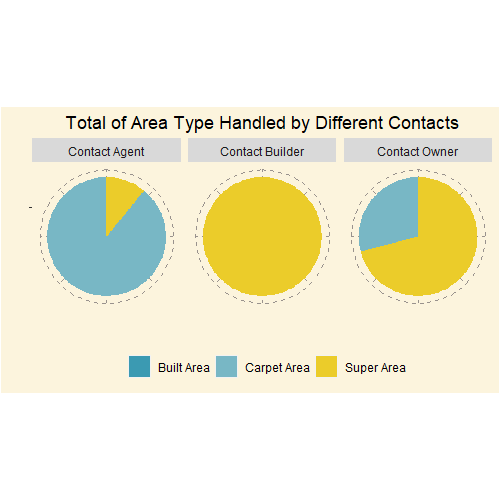 Total of Area Type Handled by Different Contacts
Contact Agent
Contact Builder
Contact Owner
Built Area
Carpet Area
Super Area